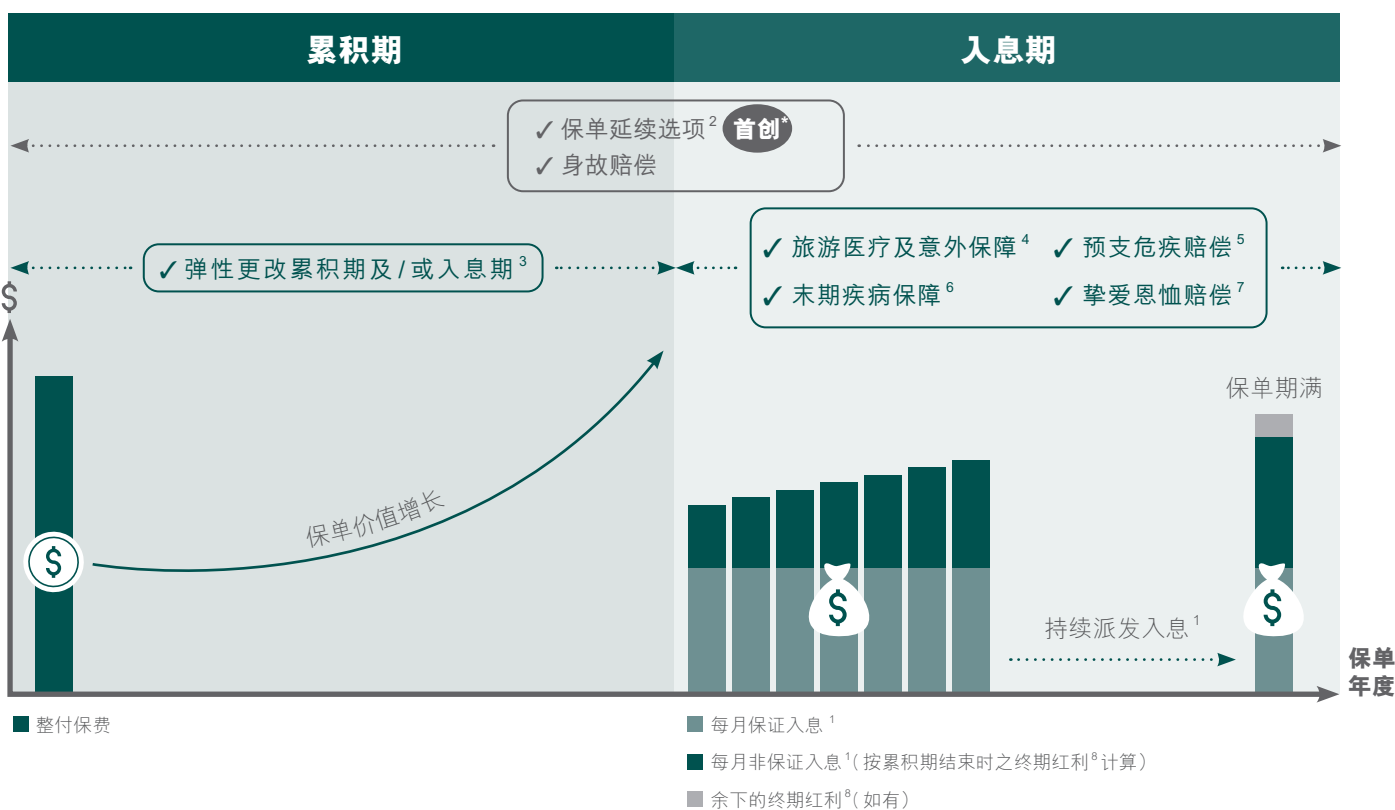 累积期
入息期
✓ 保单延续选项2 首创*
✓ 身故赔偿
✓ 弹性更改累积期及/或入息期3
✓ 旅游医疗及意外保障4 ✓ 预支危疾赔偿5
✓ 末期疾病保障6 ✓ 挚爱恩恤赔偿7
$
保单期满
保单价值增长
$
$
$
持续派发入息1
保单
年度
整付保费
每月保证入息1
每月非保证入息1(按累积期结束时之终期红利8计算)
余下的终期红利8(如有)